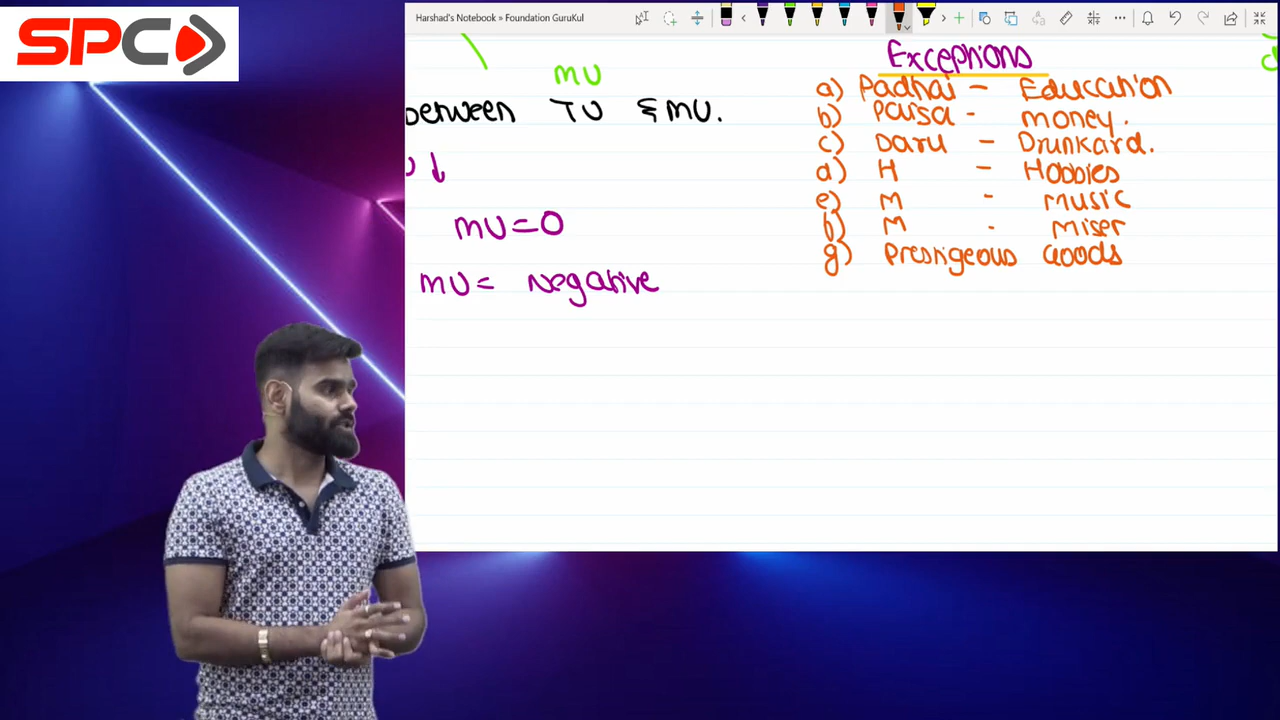 SPC
Harshad's Notebook » Foundation GuruKul
mu
between TU & mu.
U ↓
mu=0
mu= Negative
Exceptions
a) Padhai - Education
b) Paisa - money.
c) Daru - Drunkard.
d) H - Hobbies
e) M - music
f) M - miser
g) Prestigeous Goods